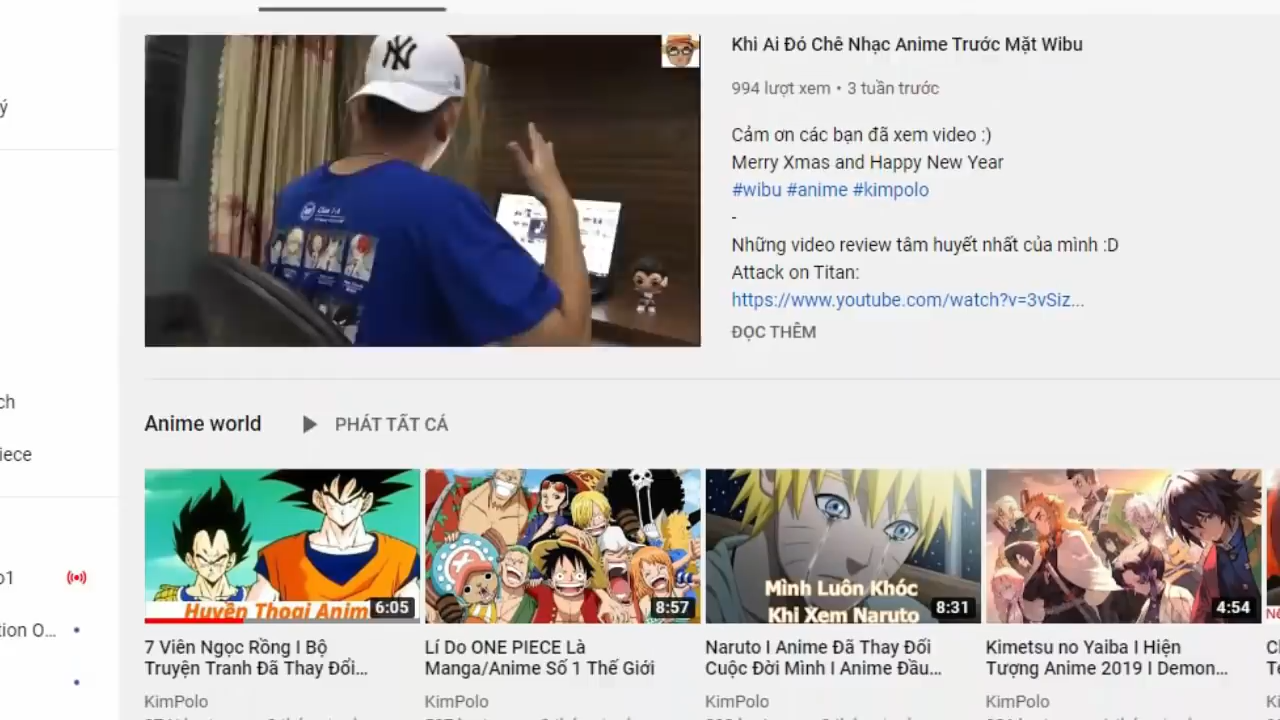 Khi Ai Đó Chê Nhạc Anime Trước Mặt Wibu
994 lượt xem • 3 tuần trước
Cảm ơn các bạn đã xem video :)
Merry Xmas and Happy New Year
#wibu #anime #kimpolo
-
Những video review tâm huyết nhất của mình :D
Attack on Titan:
https://www.youtube.com/watch?v=3vSiz...
ĐỌC THÊM
ý
ch
iece
o1
tion O...
NY
Anime world
PHÁT TẤT CẢ
Huyền Thoại Anim
6:05
8:57
Mình Luôn Khóc
Khi Xem Naruto
8:31
4:54
7 Viên Ngọc Rồng I Bộ
Truyện Tranh Đã Thay Đổi...
KimPolo
Lí Do ONE PIECE Là
Manga/Anime Số 1 Thế Giới
KimPolo
Naruto I Anime Đã Thay Đổi
Cuộc Đời Mình I Anime Đầu...
KimPolo
Kimetsu no Yaiba I Hiện
Tượng Anime 2019 I Demon...
KimPolo